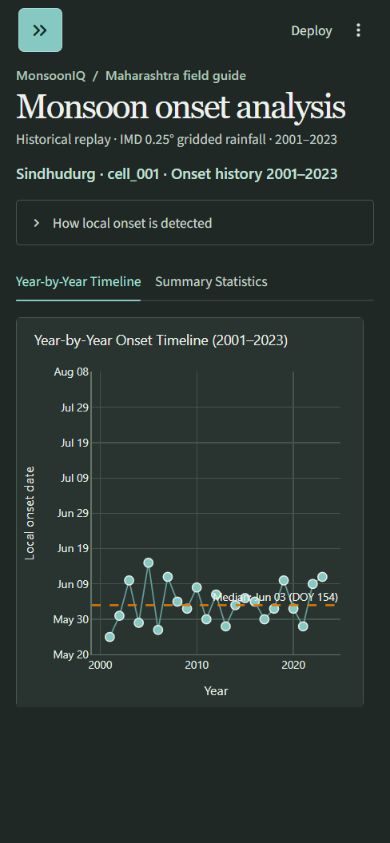 Deploy
MonsoonIQ / Maharashtra field guide
Monsoon onset analysis
Historical replay · IMD 0.25° gridded rainfall · 2001–2023
Sindhudurg · cell_001 · Onset history 2001–2023
How local onset is detected
Year-by-Year Timeline Summary Statistics
Year-by-Year Onset Timeline (2001–2023)
Aug 08
Jul 29
Jul 19
Jul 09
Jun 29
Jun 19
Jun 09
May 30
May 20
Local onset date
Median: Jun 03 (DOY 154)
2000 2010 2020
Year